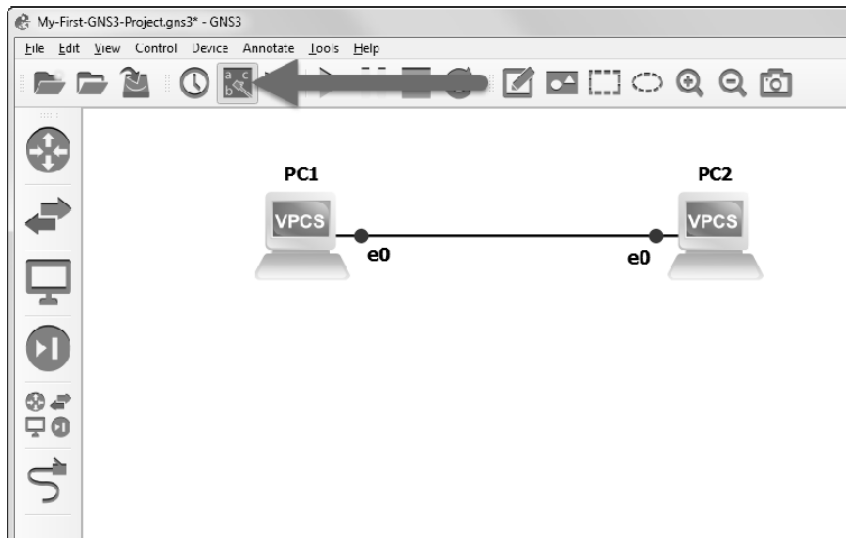 My-First-GNS3-Project.gns3* - GNS3
File Edit View Control Device Annotate Tools Help
a c
b
PC1 PC2
VPCS VPCS
e0 e0